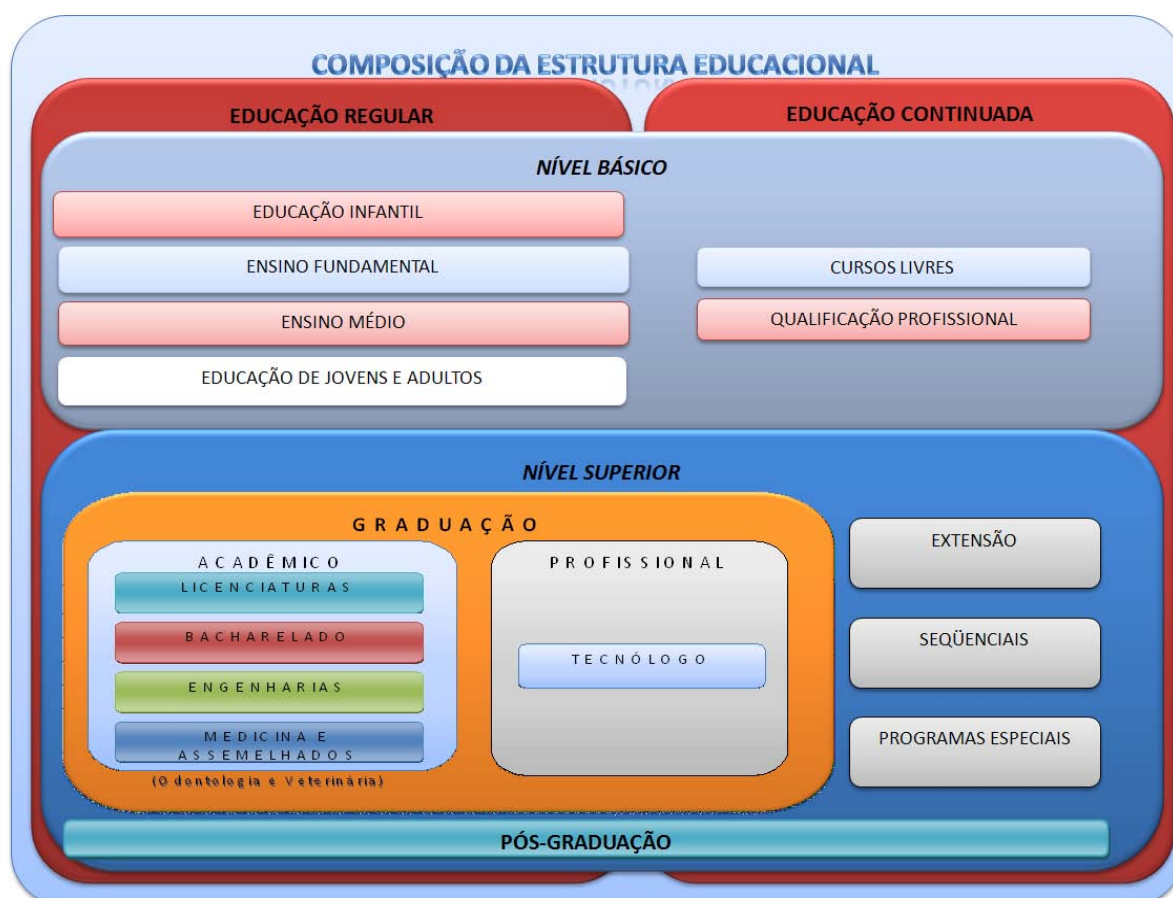 COMPOSIÇÃO DA ESTRUTURA EDUCACIONAL
EDUCAÇÃO REGULAR
EDUCAÇÃO CONTINUADA
NÍVEL BÁSICO
EDUCAÇÃO INFANTIL
ENSINO FUNDAMENTAL
ENSINO MÉDIO
EDUCAÇÃO DE JOVENS E ADULTOS
CURSOS LIVRES
QUALIFICAÇÃO PROFISSIONAL
NÍVEL SUPERIOR
GRADUAÇÃO
ACADÊMICO
LICENCIATURAS
BACHARELADO
ENGENHARIAS
MEDICINA E
ASSEMELHADOS
(Odontologia e Veterinária)
PROFISSIONAL
TECNÓLOGO
EXTENSÃO
SEQÜENCIAIS
PROGRAMAS ESPECIAIS
PÓS-GRADUAÇÃO